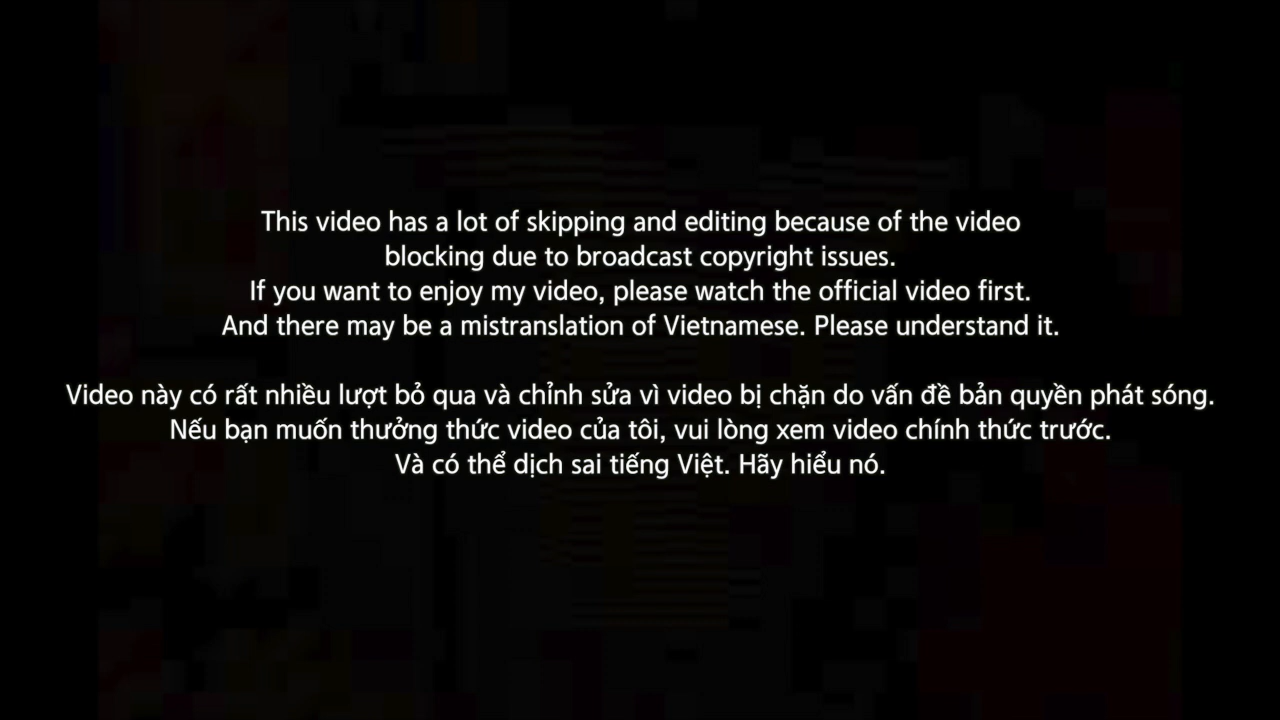 This video has a lot of skipping and editing because of the video
blocking due to broadcast copyright issues.
If you want to enjoy my video, please watch the official video first.
And there may be a mistranslation of Vietnamese. Please understand it.
Video này có rất nhiều lượt bỏ qua và chỉnh sửa vì video bị chặn do vấn đề bản quyền phát sóng.
Nếu bạn muốn thưởng thức video của tôi, vui lòng xem video chính thức trước.
Và có thể dịch sai tiếng Việt. Hãy hiểu nó.